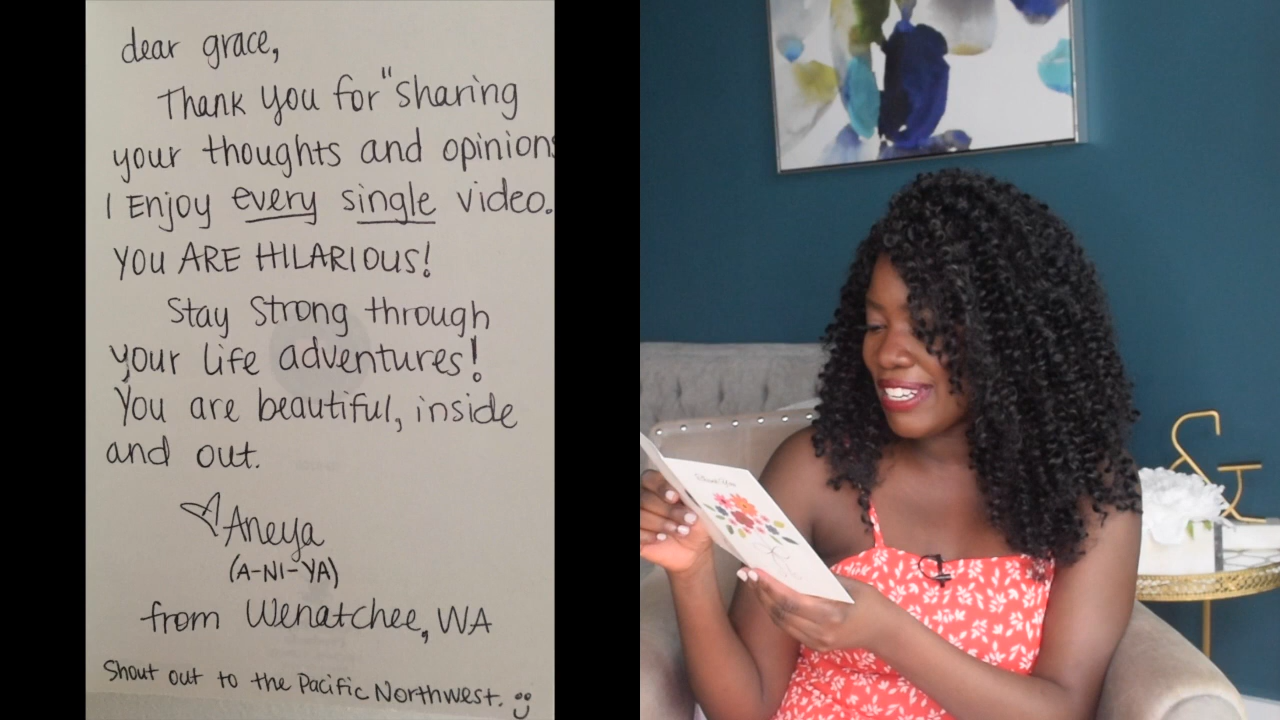 dear grace,
Thank you for "sharing
your thoughts and opinions
I Enjoy every single video.
YOU ARE HILARIOUS!
Stay Strong through
your life adventures!
You are beautiful, inside
and out.
Aneya
(A-NI-YA)
from Wenatchee, WA
Shout out to the Pacific Northwest.
Thank You